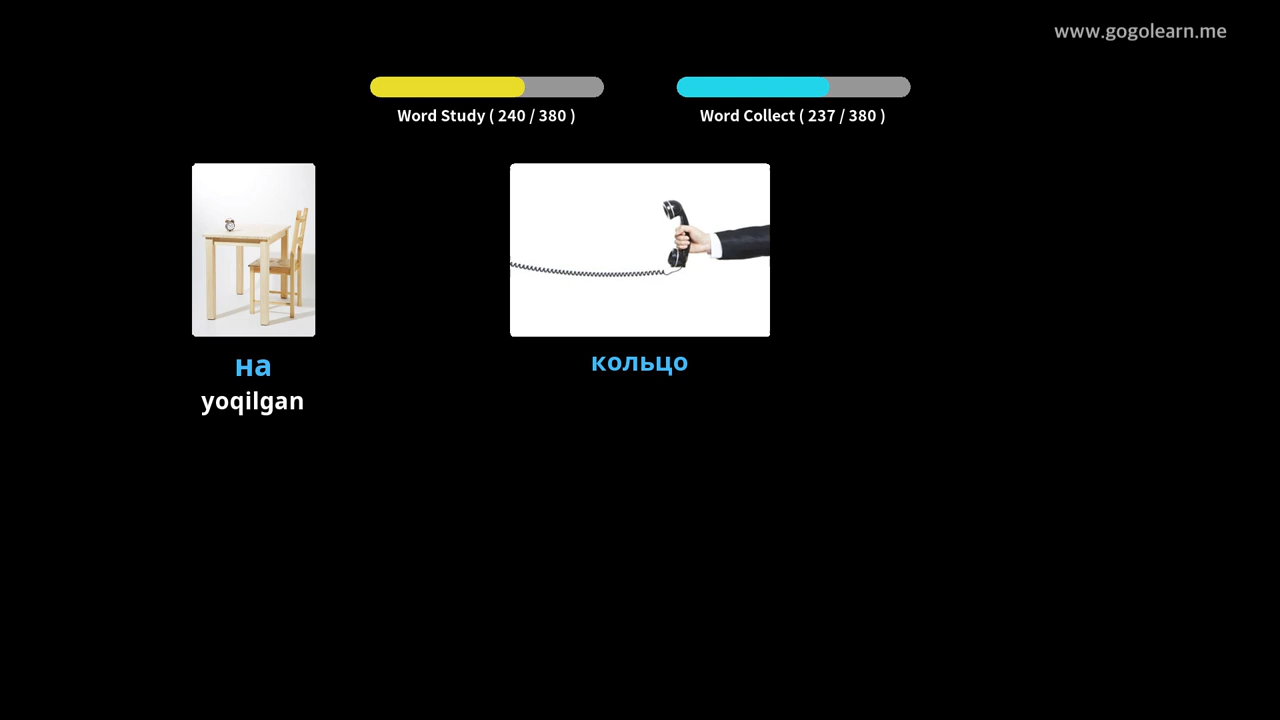 www.gogolearn.me
Word Study ( 240 / 380 )
Word Collect ( 237 / 380 )
на
yoqilgan
кольцо